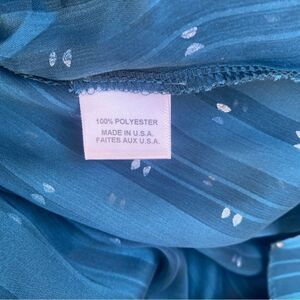 100% POLYESTER
MADE IN U.S.A.
FAITES AUX U.S.A.